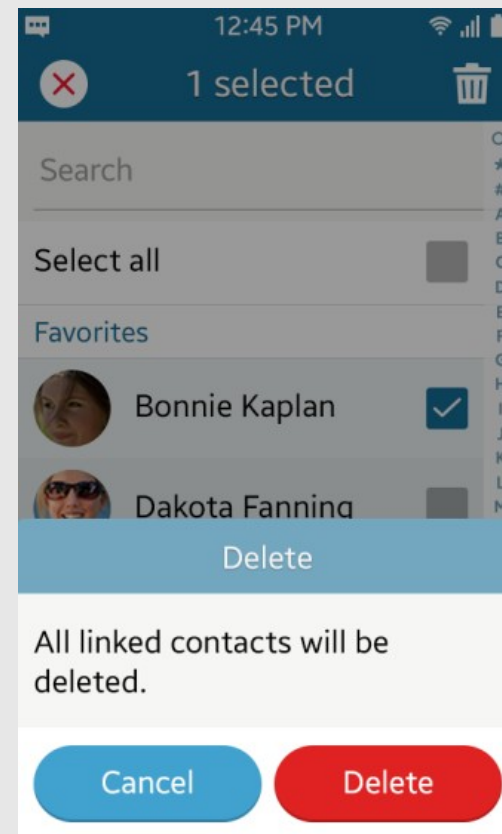 12:45 PM
1 selected
Search
Select all
Favorites
Bonnie Kaplan
Dakota Fanning
Delete
All linked contacts will be
deleted.
Cancel
Delete